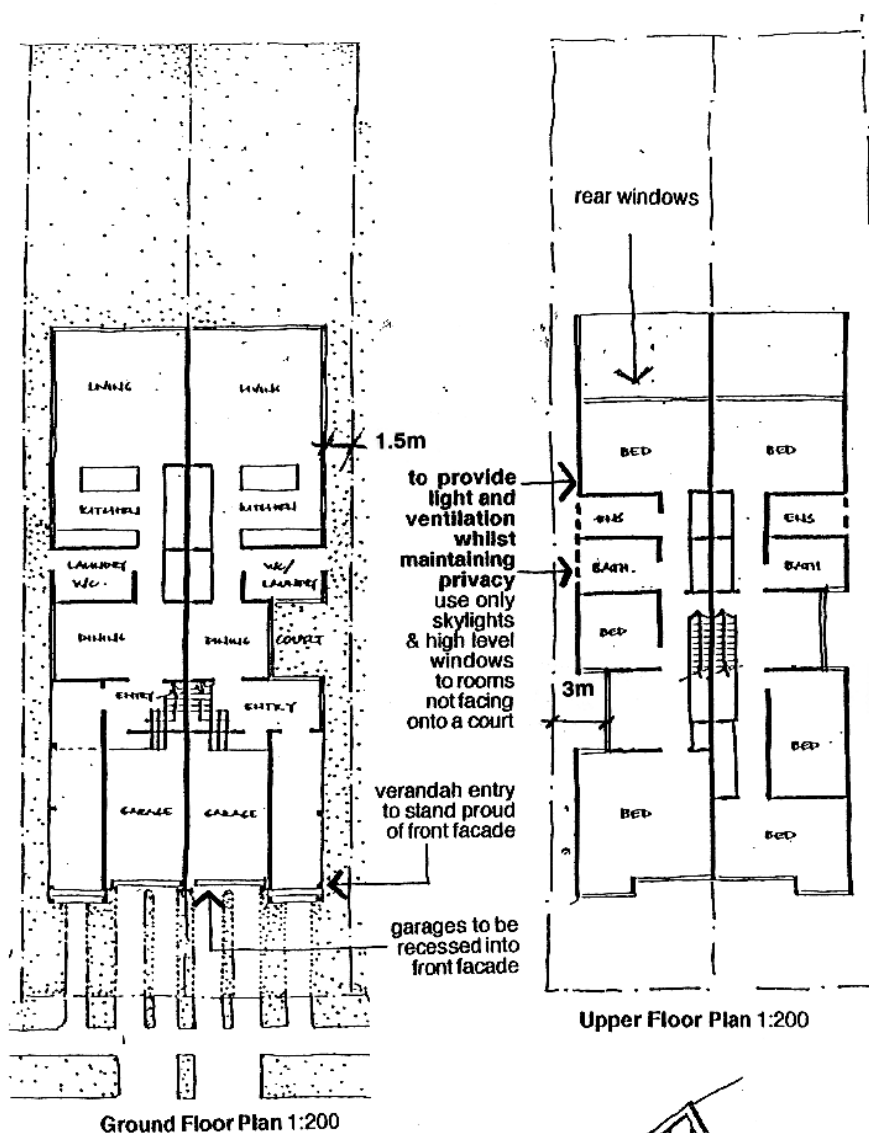 rear windows
LIVING
LIVING
1.5m
KITCHEN
KITCHEN
LAUNDRY
W.C.
WC/
LAUNDRY
DINING
DINING
COURT
ENTRY
ENTRY
GARAGE
GARAGE
to provide
light and
ventilation
whilst
maintaining
privacy
use only
skylights
& high level
windows
to rooms
not facing
onto a court
verandah entry
to stand proud
of front facade
garages to be
recessed into
front facade
BED
BED
ENS
ENS
BATH.
BATH
BED
3m
BED
BED
BED
Upper Floor Plan 1:200
Ground Floor Plan 1:200